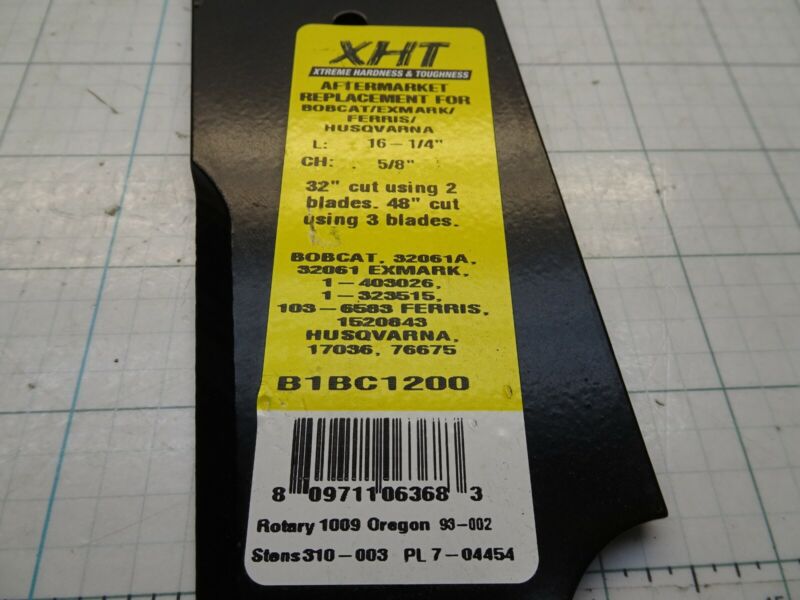 XHT
XTREME HARDNESS & TOUGHNESS
AFTERMARKET
REPLACEMENT FOR
BOBCAT/EXMARK/
FERRIS/
HUSQVARNA
L: 16-1/4"
CH: 5/8"
32" cut using 2
blades. 48" cut
using 3 blades.
BOBCAT, 32061A,
32061 EXMARK,
1-403026,
1-323515,
103-6583 FERRIS,
1520843
HUSQVARNA,
17036, 76675
B1BC1200
8 09711 06368 3
Rotary 1009 Oregon 93-002
Stens 310-003 PL 7-04454